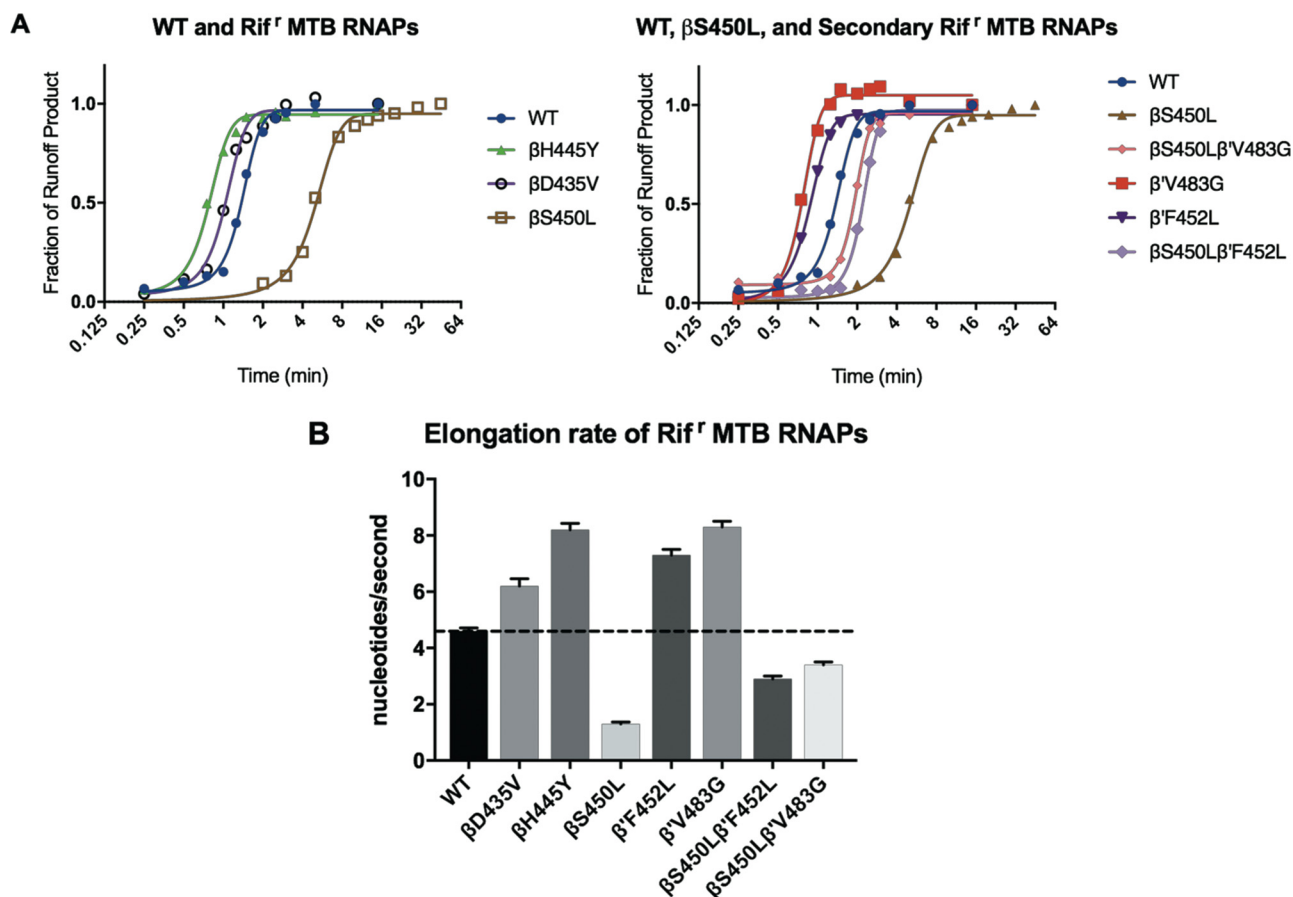 A
WT and Rif r MTB RNAPs
Fraction of Runoff Product
1.0
0.5
0.0
0.125
0.25
0.5
1
2
4
8
16
32
64
Time (min)
WT
βH445Y
βD435V
βS450L
WT, βS450L, and Secondary Rif r MTB RNAPs
Fraction of Runoff Product
1.0
0.5
0.0
0.125
0.25
0.5
1
2
4
8
16
32
64
Time (min)
WT
βS450L
βS450Lβ'V483G
β'V483G
β'F452L
βS450Lβ'F452L
B
Elongation rate of Rif r MTB RNAPs
nucleotides/second
10
8
6
4
2
0
WT
βD435V
βH445Y
βS450L
β'F452L
β'V483G
βS450Lβ'F452L
βS450Lβ'V483G